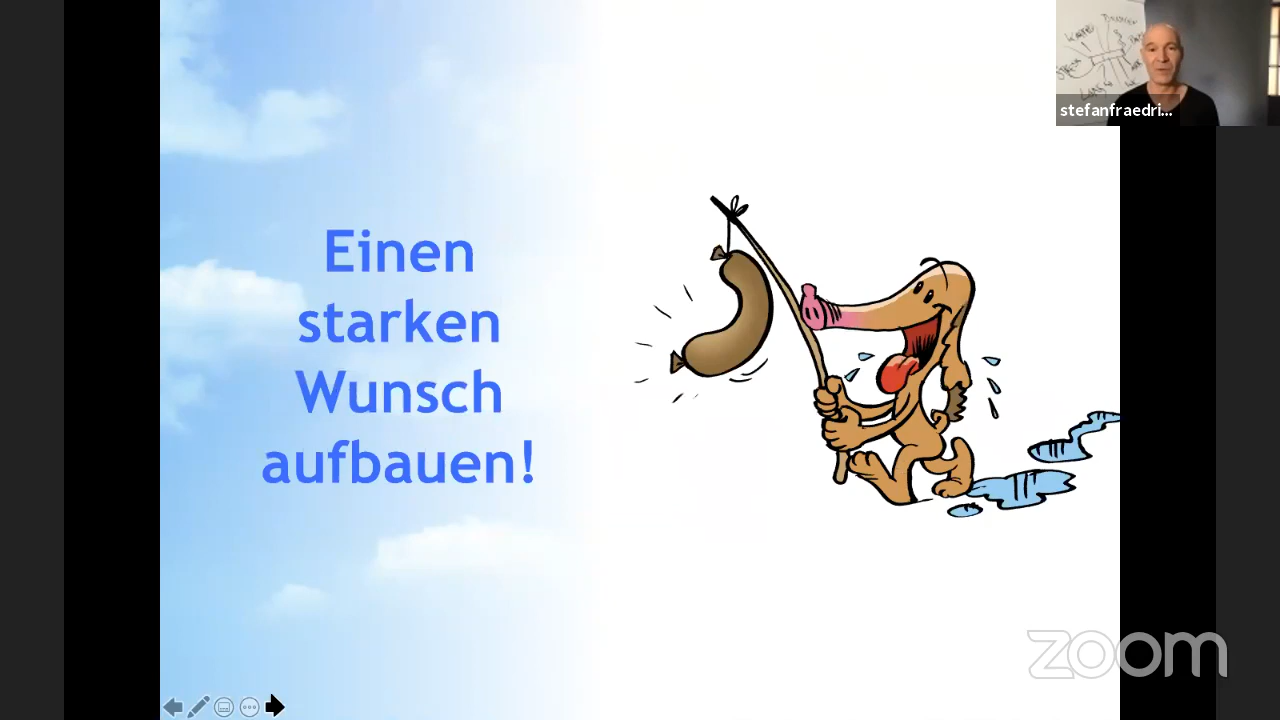 Einen
starken
Wunsch
aufbauen!
stefanfraedri...
zoom